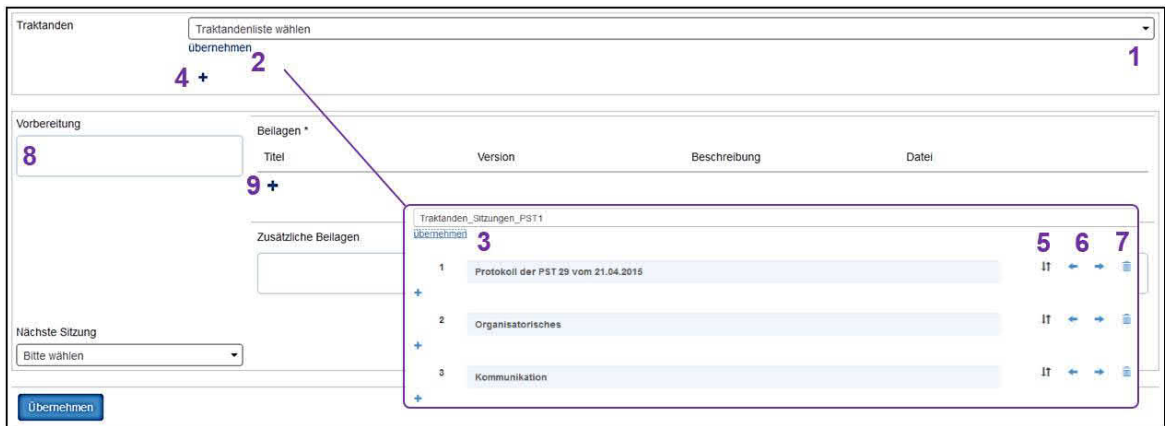 Traktanden
Traktandenliste wählen
1
übernehmen
2
4 +
Vorbereitung
8
Beilagen *
Titel Version Beschreibung Datei
9 +
Traktanden_Sitzungen_PST1
übernehmen
3 5 6 7
Zusätzliche Beilagen
1 Protokoll der PST 29 vom 21.04.2015
+
2 Organisatorisches
+
3 Kommunikation
+
Nächste Sitzung
Bitte wählen
Übernehmen